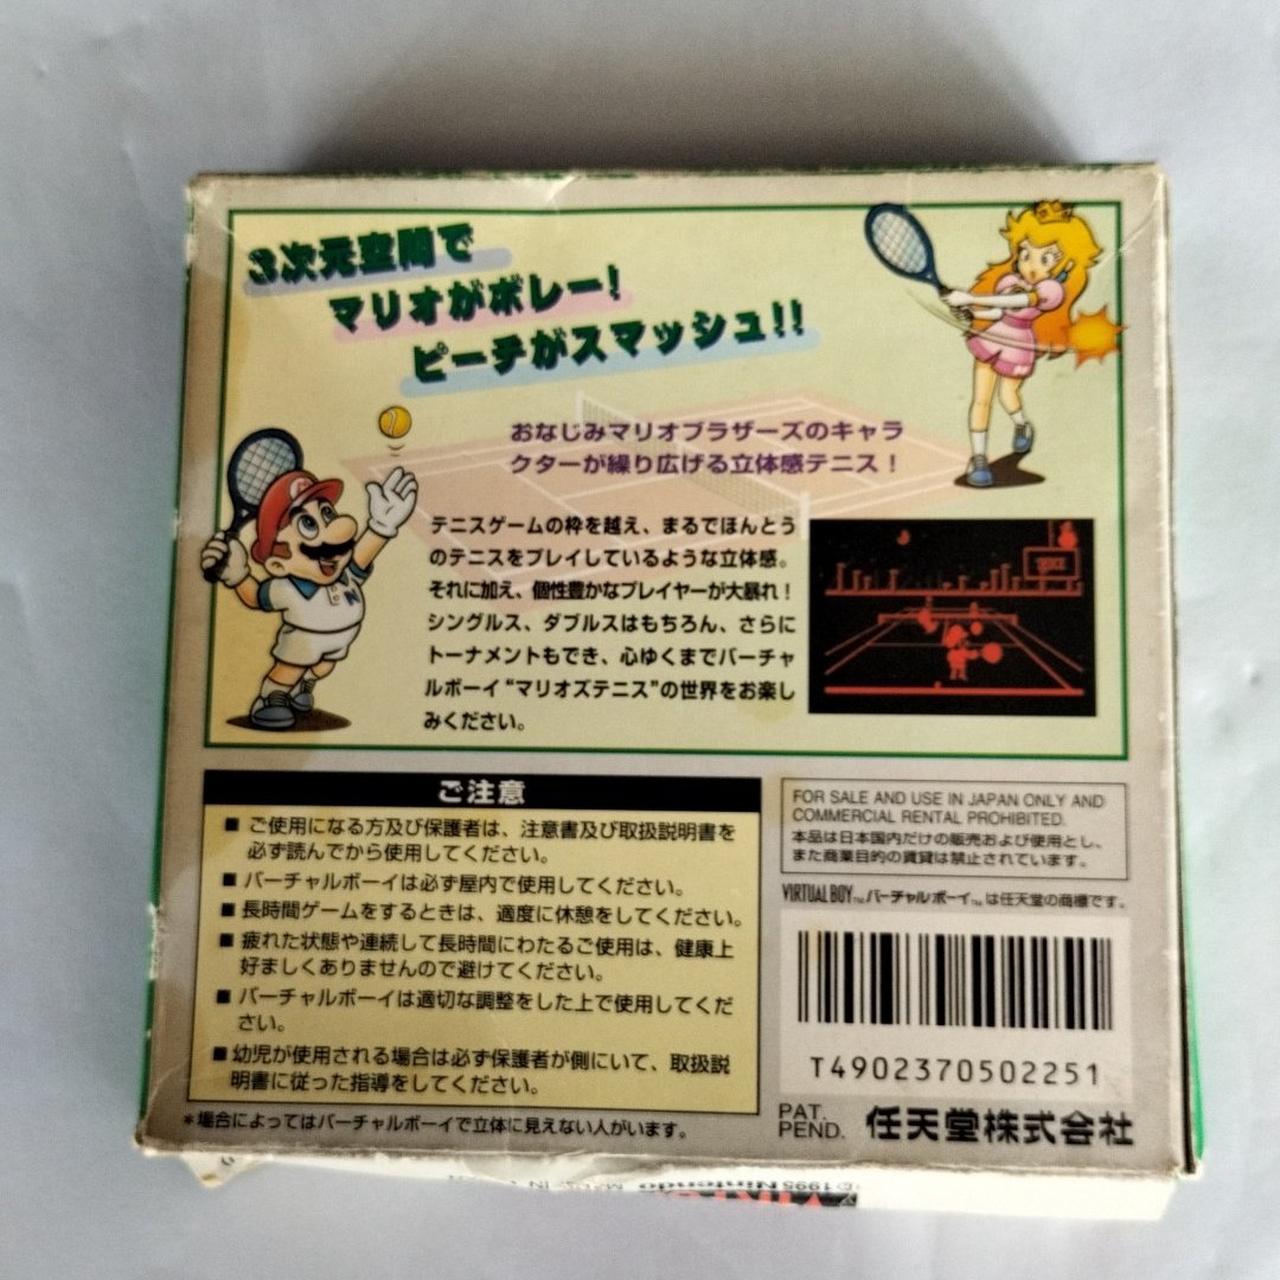 3次元空間で
マリオがボレー!
ピーチがスマッシュ!!
おなじみマリオブラザーズのキャラ
クターが繰り広げる立体感テニス!
テニスゲームの枠を越え、まるでほんとう
のテニスをプレイしているような立体感。
それに加え、個性豊かなプレイヤーが大暴れ!
シングルス、ダブルスはもちろん、さらに
トーナメントもでき、心ゆくまでバーチャ
ルボーイ“マリオズテニス”の世界をお楽し
みください。
N
ご注意
■ ご使用になる方及び保護者は、注意書及び取扱説明書を
必ず読んでから使用してください。
■ バーチャルボーイは必ず屋内で使用してください。
■ 長時間ゲームをするときは、適度に休憩をしてください。
■ 疲れた状態や連続して長時間にわたるご使用は、健康上
好ましくありませんので避けてください。
■ バーチャルボーイは適切な調整をした上で使用してくだ
さい。
■ 幼児が使用される場合は必ず保護者が側にいて、取扱説
明書に従った指導をしてください。
*場合によってはバーチャルボーイで立体に見えない人がいます。
FOR SALE AND USE IN JAPAN ONLY AND
COMMERCIAL RENTAL PROHIBITED.
本品は日本国内だけの販売および使用とし、
また商業目的の賃貸は禁止されています。
VIRTUAL BOY™, バーチャルボーイ™, は任天堂の商標です。
T4902370502251
PAT.
PEND.
任天堂株式会社
©1995 Nintendo